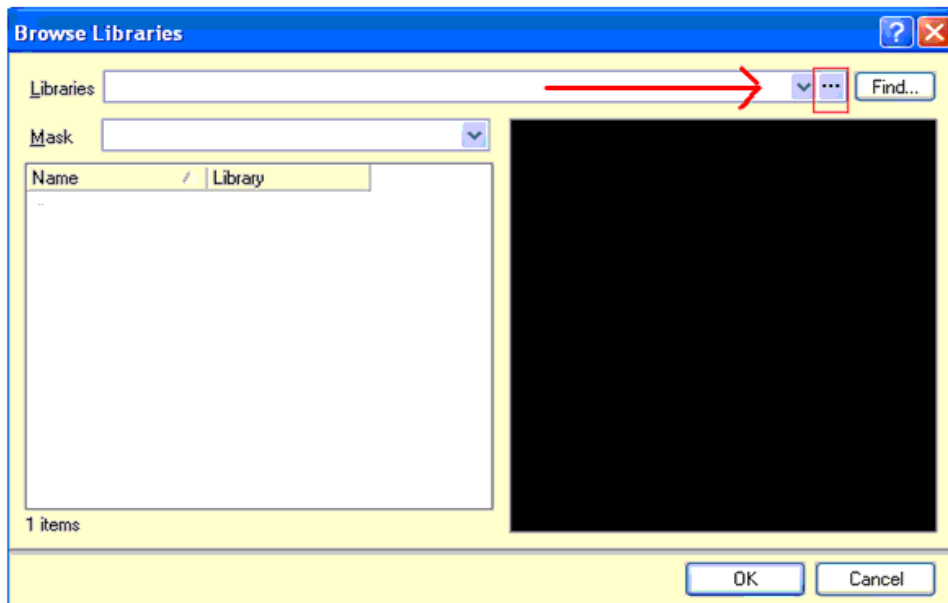 Browse Libraries
Libraries ... Find...
Mask
Name Library
..
1 items
OK Cancel